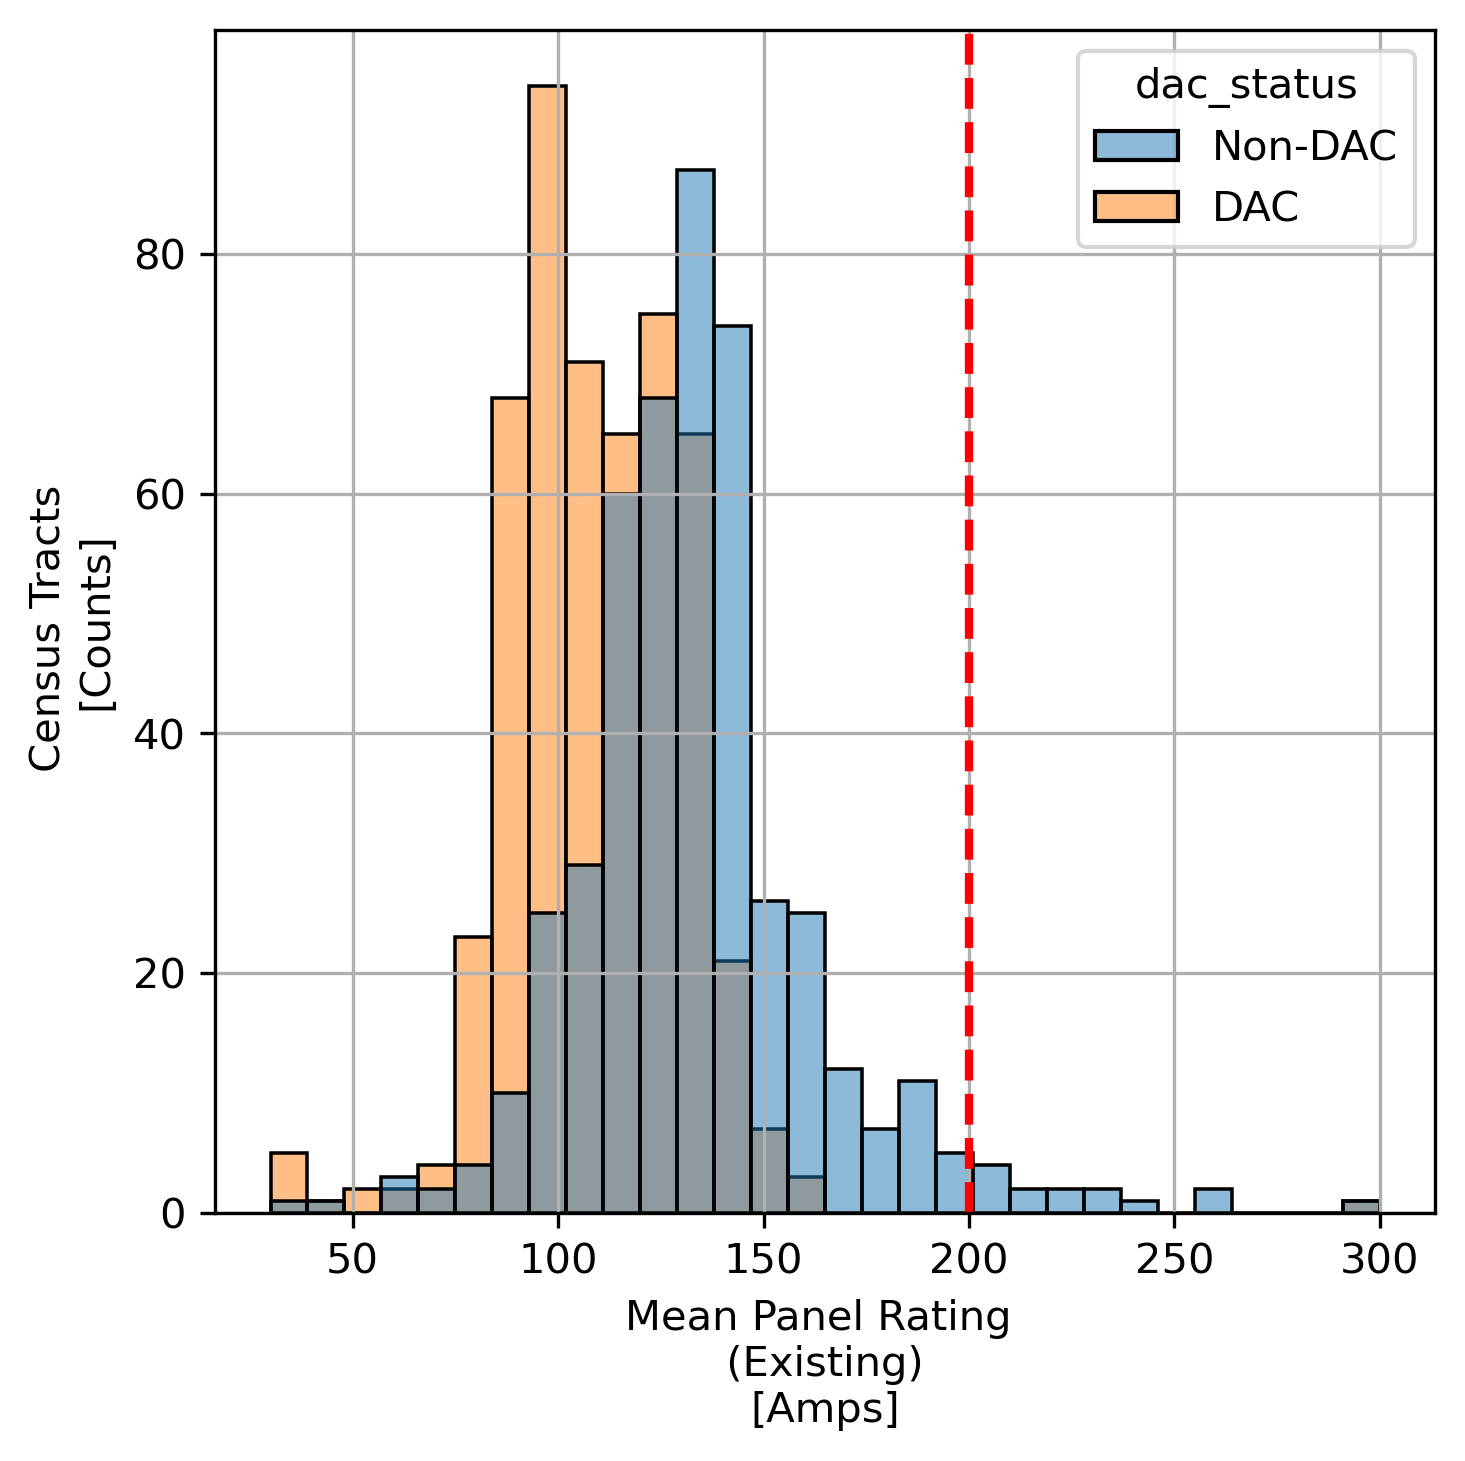 dac_status
Non-DAC
DAC
80
60
40
20
0
Census Tracts
[Counts]
50
100
150
200
250
300
Mean Panel Rating
(Existing)
[Amps]